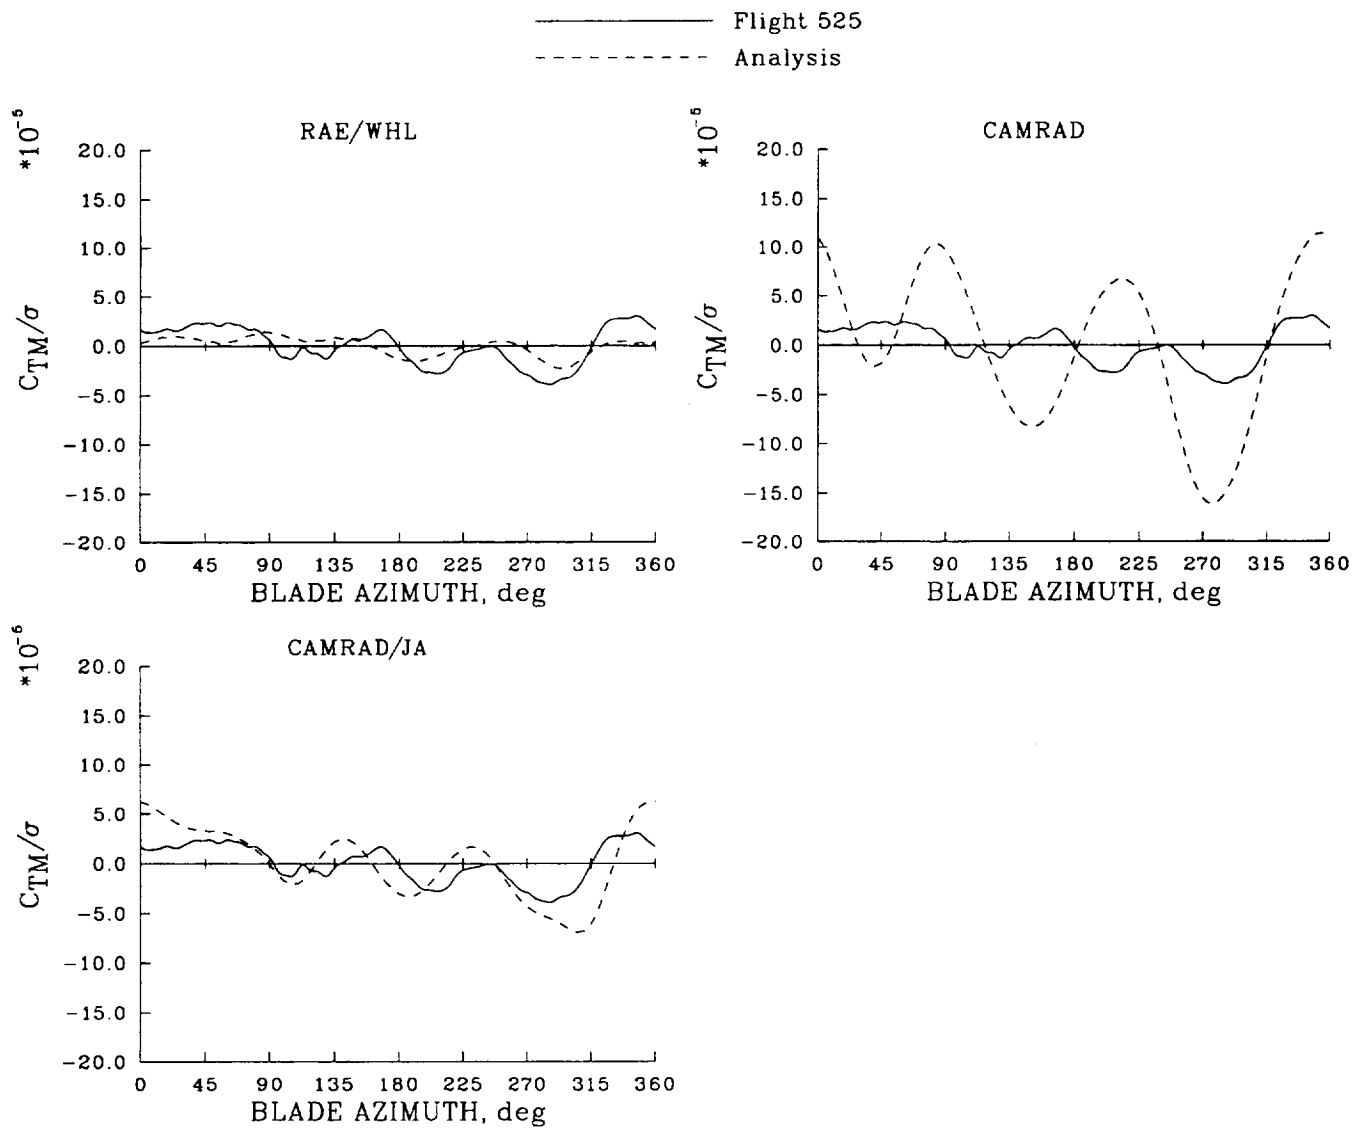 Flight 525
Analysis
RAE/WHL
*10⁻⁵
20.0
15.0
10.0
5.0
0.0
−5.0
−10.0
−15.0
−20.0
C_TM/σ
0 45 90 135 180 225 270 315 360
BLADE AZIMUTH, deg
CAMRAD
*10⁻⁵
20.0
15.0
10.0
5.0
0.0
−5.0
−10.0
−15.0
−20.0
C_TM/σ
0 45 90 135 180 225 270 315 360
BLADE AZIMUTH, deg
CAMRAD/JA
*10⁻⁵
20.0
15.0
10.0
5.0
0.0
−5.0
−10.0
−15.0
−20.0
C_TM/σ
0 45 90 135 180 225 270 315 360
BLADE AZIMUTH, deg